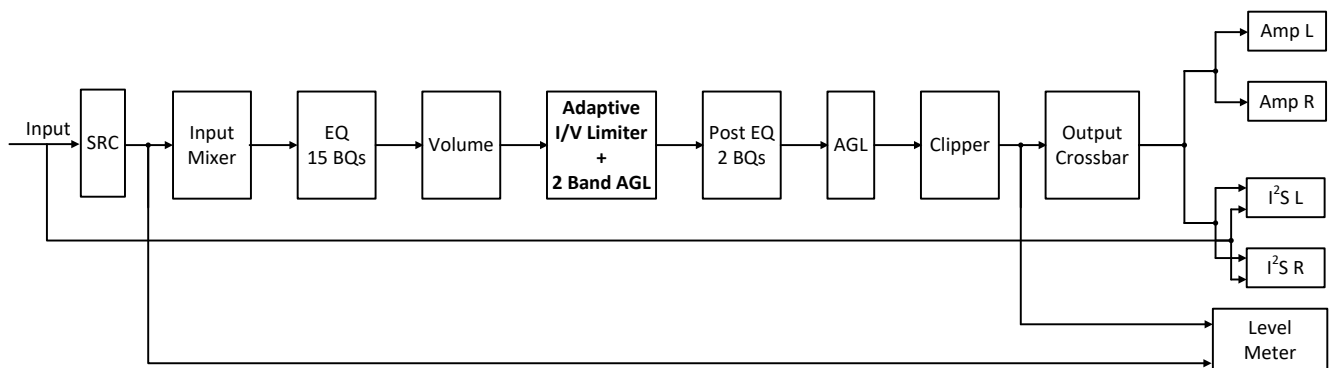 Input
SRC
Input
Mixer
EQ
15 BQs
Volume
Adaptive
I/V Limiter
+
2 Band AGL
Post EQ
2 BQs
AGL
Clipper
Output
Crossbar
Amp L
Amp R
I²S L
I²S R
Level
Meter